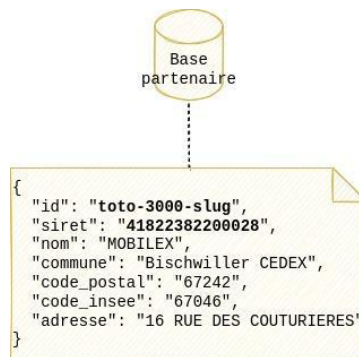 Base
partenaire
{
"id": "toto-3000-slug",
"siret": "41822382200028",
"nom": "MOBILEX",
"commune": "Bischwiller CEDEX",
"code_postal": "67242",
"code_insee": "67046",
"adresse": "16 RUE DES COUTURIERES"
}